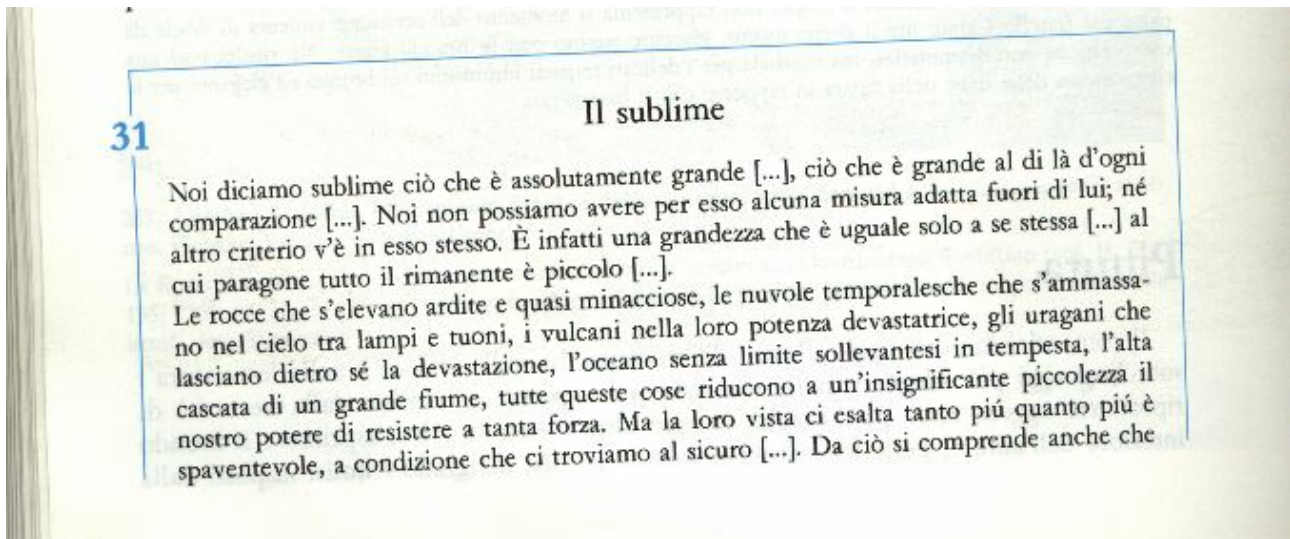 Il sublime
31
Noi diciamo sublime ciò che è assolutamente grande [...], ciò che è grande al di là d'ogni
comparazione [...]. Noi non possiamo avere per esso alcuna misura adatta fuori di lui; né
altro criterio v'è in esso stesso. È infatti una grandezza che è uguale solo a se stessa [...] al
cui paragone tutto il rimanente è piccolo [...].
Le rocce che s'elevano ardite e quasi minacciose, le nuvole temporalesche che s'ammassa-
no nel cielo tra lampi e tuoni, i vulcani nella loro potenza devastatrice, gli uragani che
lasciano dietro sé la devastazione, l'oceano senza limite sollevantesi in tempesta, l'alta
cascata di un grande fiume, tutte queste cose riducono a un'insignificante piccolezza il
nostro potere di resistere a tanta forza. Ma la loro vista ci esalta tanto piú quanto piú è
spaventevole, a condizione che ci troviamo al sicuro [...]. Da ciò si comprende anche che